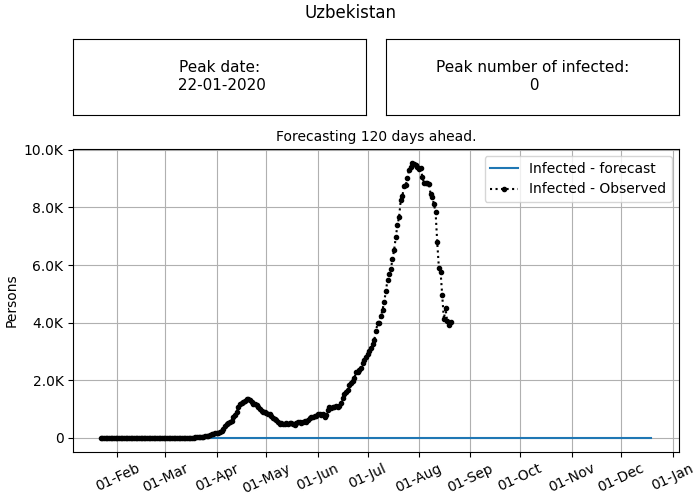 Uzbekistan
Peak date:
22-01-2020
Peak number of infected:
0
Forecasting 120 days ahead.
10.0K
8.0K
6.0K
4.0K
2.0K
0
Persons
Infected - forecast
Infected - Observed
01-Feb
01-Mar
01-Apr
01-May
01-Jun
01-Jul
01-Aug
01-Sep
01-Oct
01-Nov
01-Dec
01-Jan